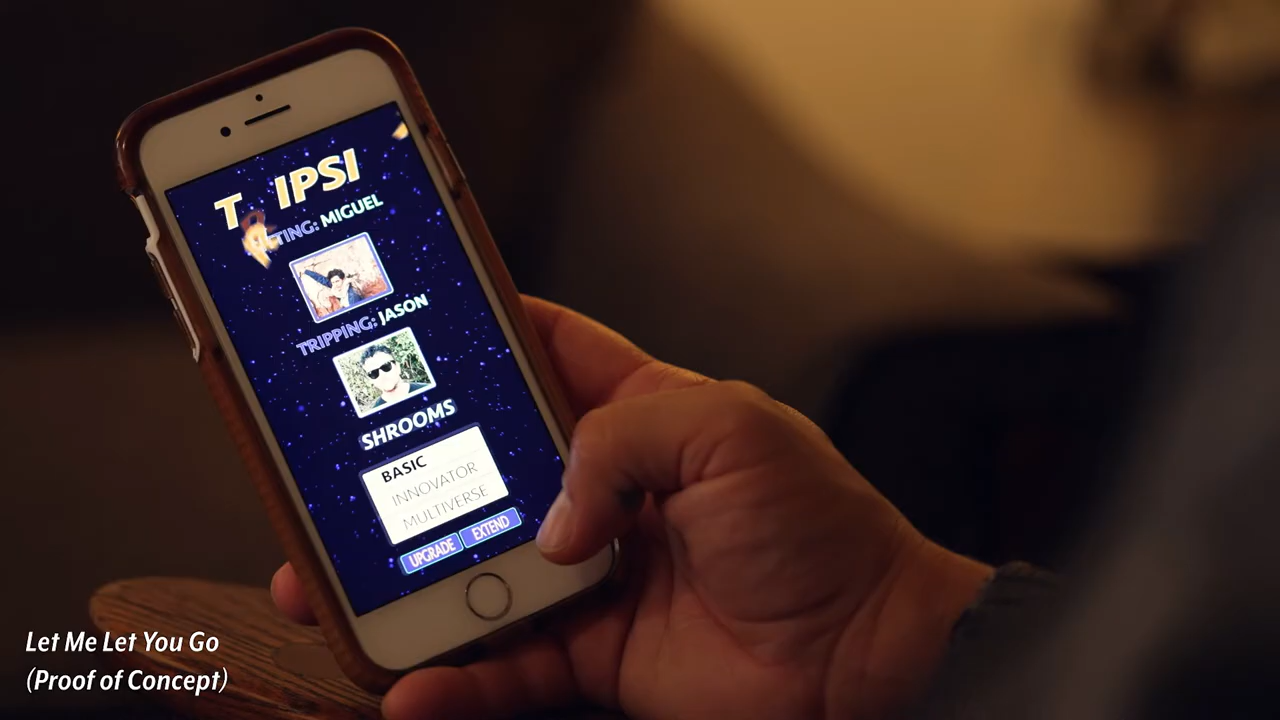 T IPSI
TING: MIGUEL
TRIPPING: JASON
SHROOMS
BASIC
INNOVATOR
MULTIVERSE
UPGRADE EXTEND
Let Me Let You Go
(Proof of Concept)